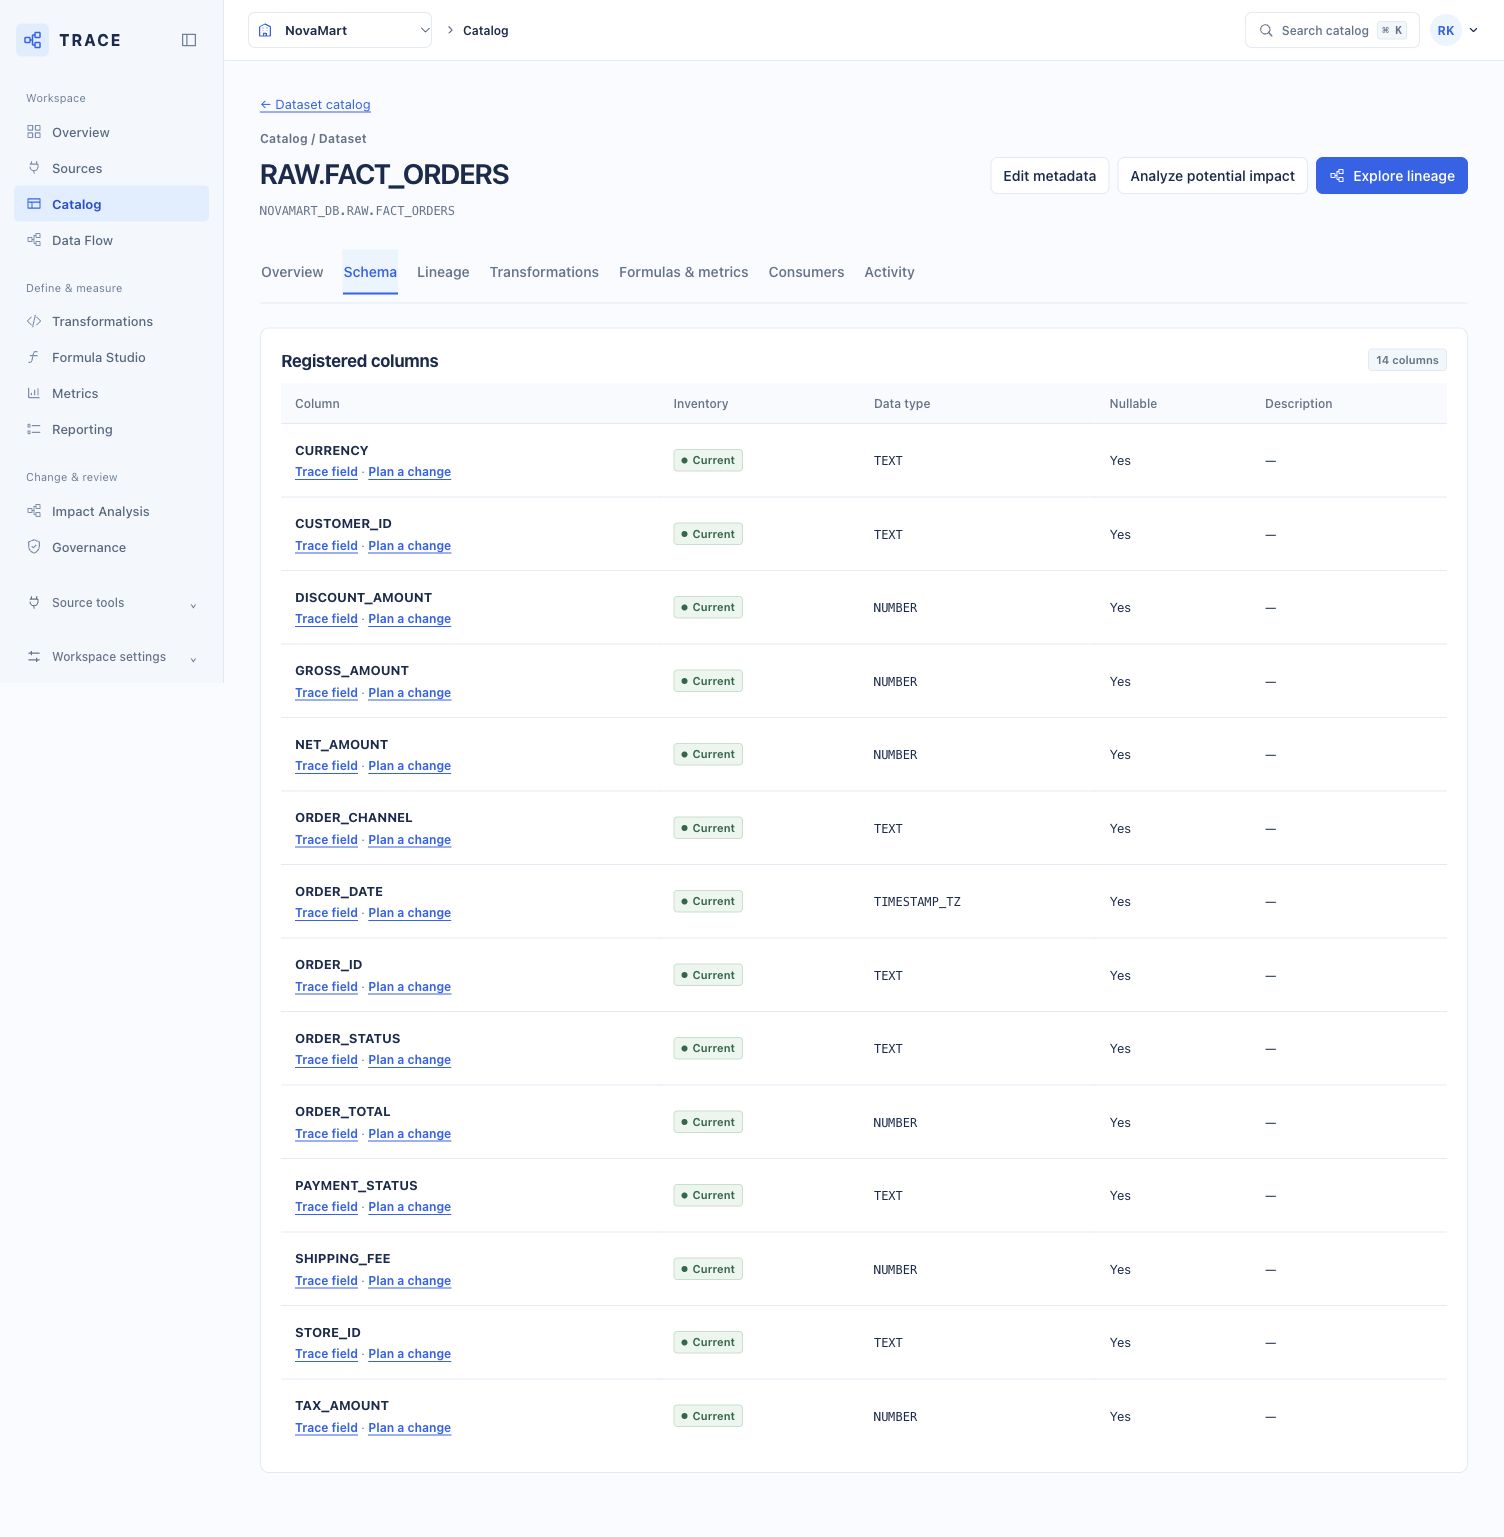 TRACE
NovaMart
Catalog
Search catalog ⌘ K
RK
Workspace
Overview
Sources
Catalog
Data Flow
Define & measure
Transformations
Formula Studio
Metrics
Reporting
Change & review
Impact Analysis
Governance
Source tools
Workspace settings
← Dataset catalog
Catalog / Dataset
RAW.FACT_ORDERS
NOVAMART_DB.RAW.FACT_ORDERS
Edit metadata
Analyze potential impact
Explore lineage
Overview Schema Lineage Transformations Formulas & metrics Consumers Activity
Registered columns
14 columns
Column Inventory Data type Nullable Description
CURRENCY
Trace field · Plan a change
Current TEXT Yes —
CUSTOMER_ID
Trace field · Plan a change
Current TEXT Yes —
DISCOUNT_AMOUNT
Trace field · Plan a change
Current NUMBER Yes —
GROSS_AMOUNT
Trace field · Plan a change
Current NUMBER Yes —
NET_AMOUNT
Trace field · Plan a change
Current NUMBER Yes —
ORDER_CHANNEL
Trace field · Plan a change
Current TEXT Yes —
ORDER_DATE
Trace field · Plan a change
Current TIMESTAMP_TZ Yes —
ORDER_ID
Trace field · Plan a change
Current TEXT Yes —
ORDER_STATUS
Trace field · Plan a change
Current TEXT Yes —
ORDER_TOTAL
Trace field · Plan a change
Current NUMBER Yes —
PAYMENT_STATUS
Trace field · Plan a change
Current TEXT Yes —
SHIPPING_FEE
Trace field · Plan a change
Current NUMBER Yes —
STORE_ID
Trace field · Plan a change
Current TEXT Yes —
TAX_AMOUNT
Trace field · Plan a change
Current NUMBER Yes —